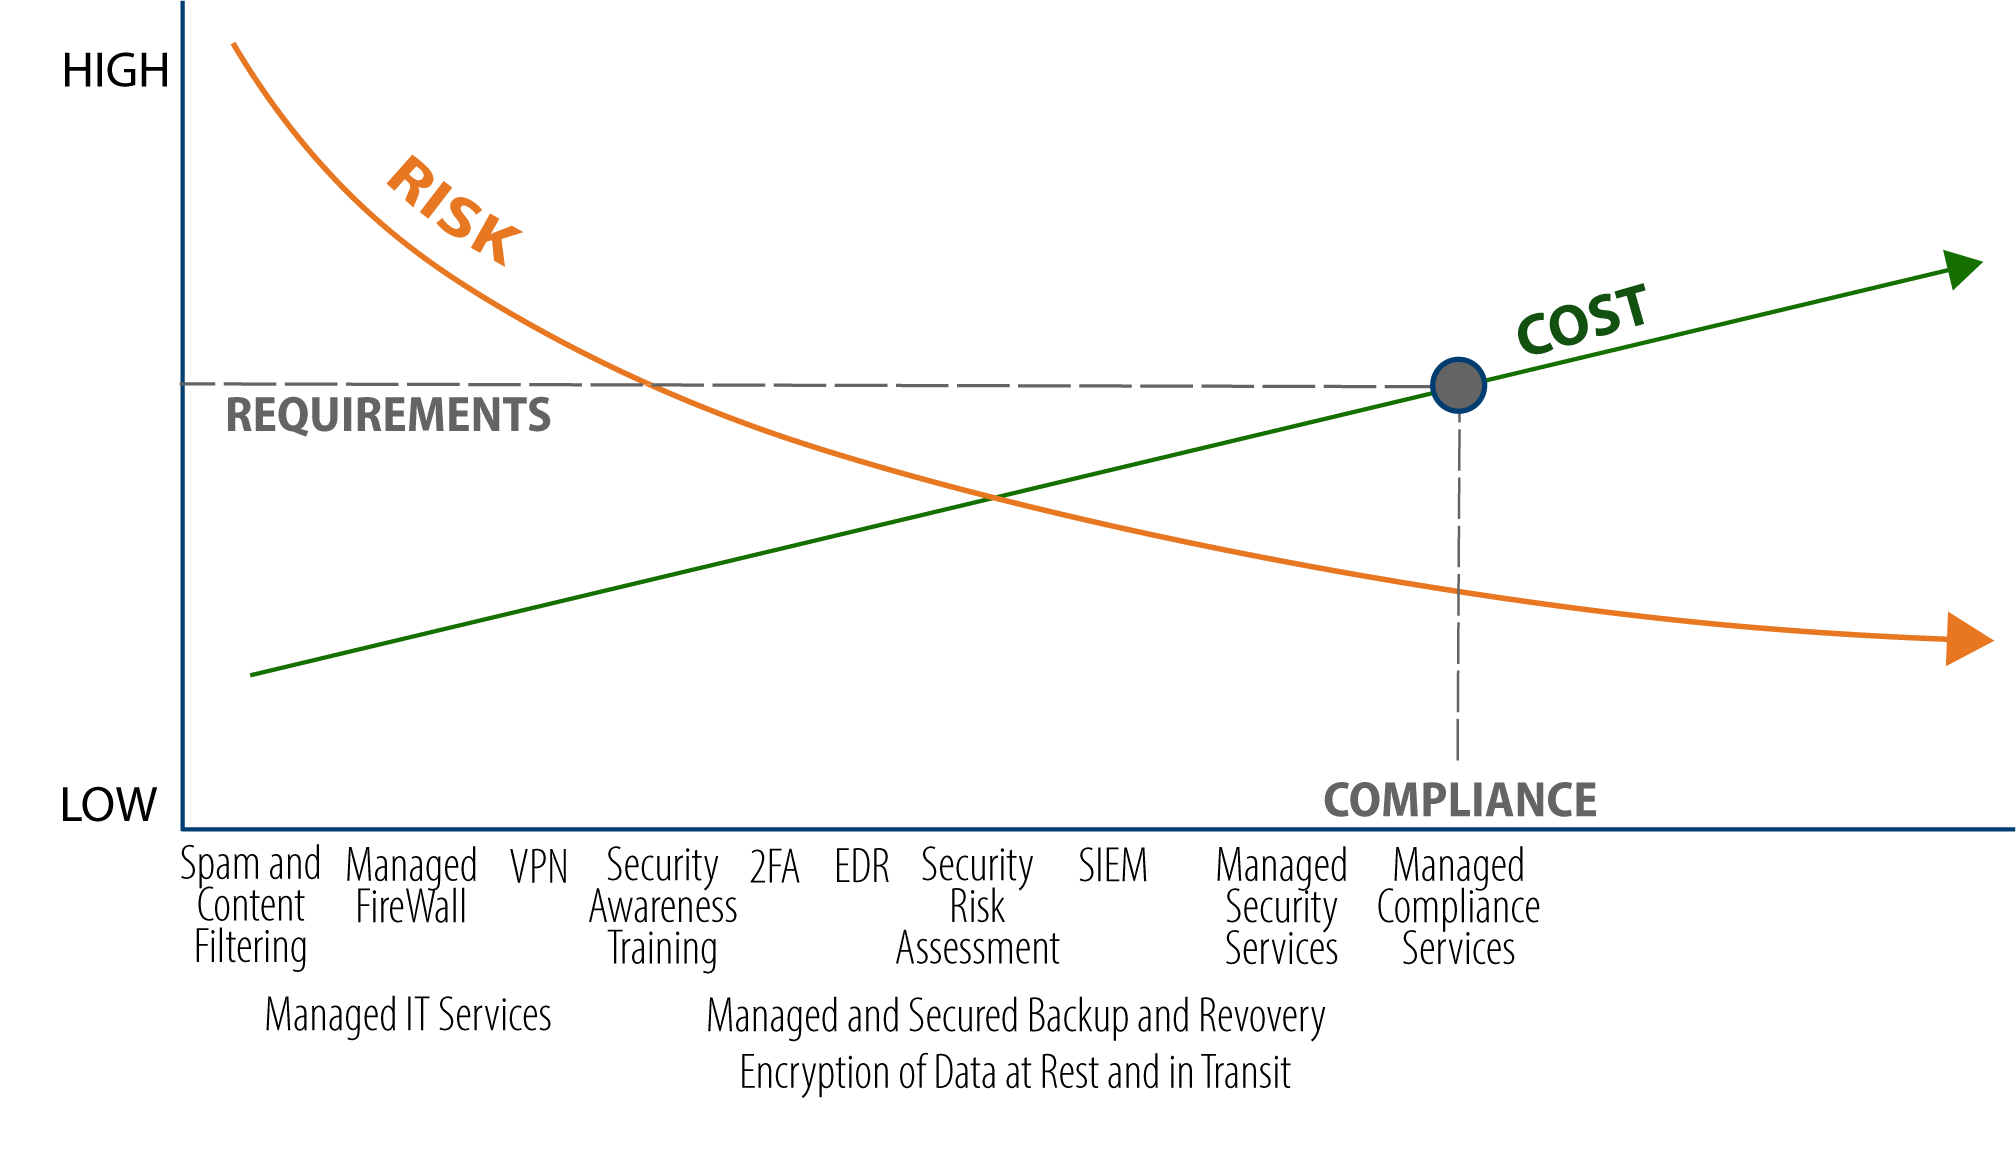 HIGH
RISK
COST
REQUIREMENTS
COMPLIANCE
LOW
Spam and
Content
Filtering
Managed
FireWall
VPN
Security
Awareness
Training
2FA
EDR
Security
Risk
Assessment
SIEM
Managed
Security
Services
Managed
Compliance
Services
Managed IT Services
Managed and Secured Backup and Revovery
Encryption of Data at Rest and in Transit